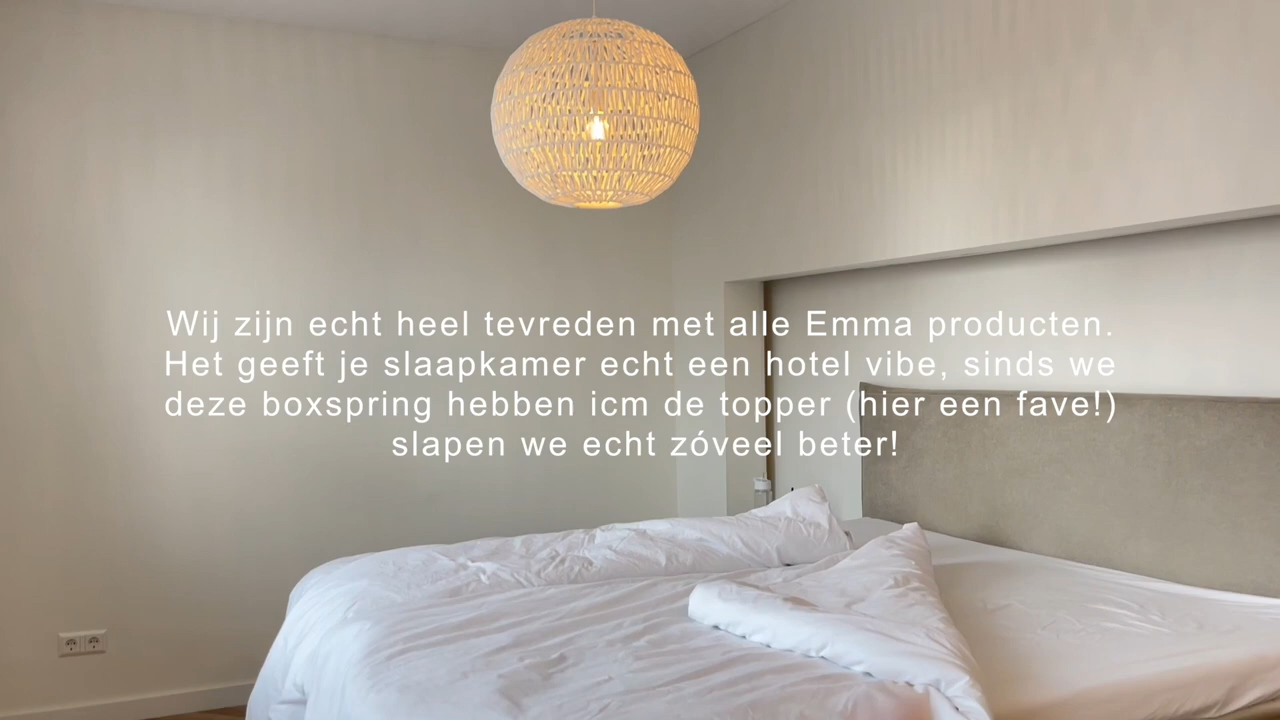 Wij zijn echt heel tevreden met alle Emma producten.
Het geeft je slaapkamer echt een hotel vibe, sinds we
deze boxspring hebben icm de topper (hier een fave!)
slapen we echt zóveel beter!